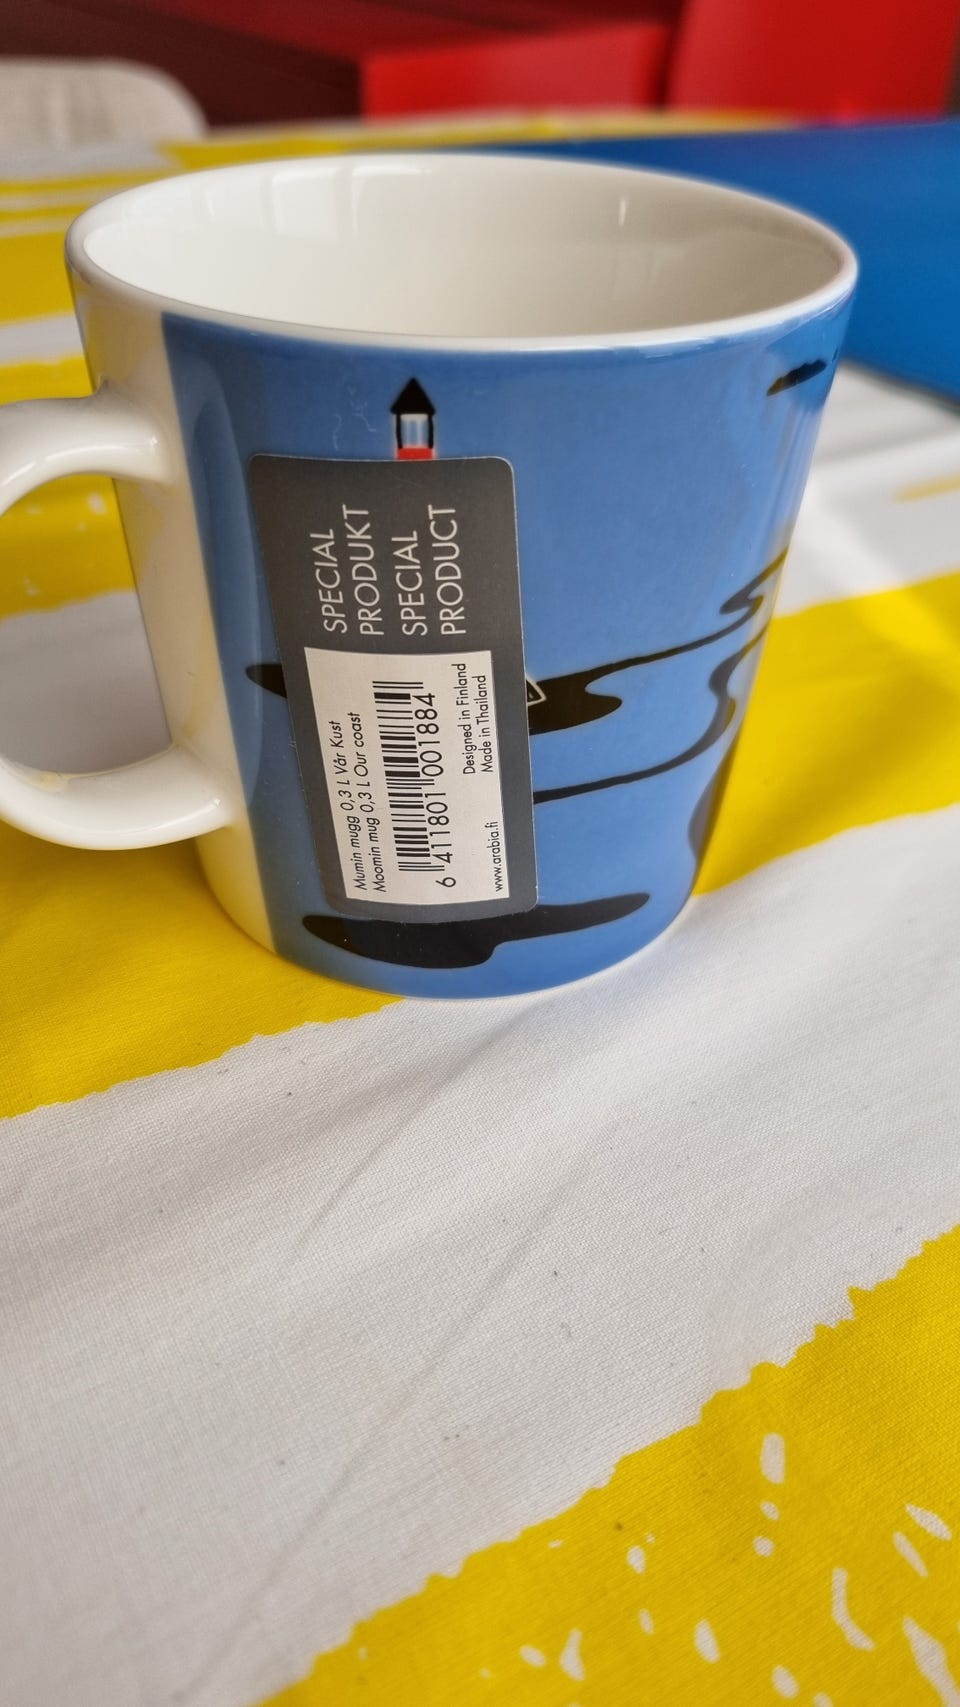 SPECIAL
PRODUKT
SPECIAL
PRODUCT
Mumin mugg 0,3 L Vår Kust
Moomin mug 0,3 L Our coast
6 411801 001884
Designed in Finland
Made in Thailand
www.arabia.fi